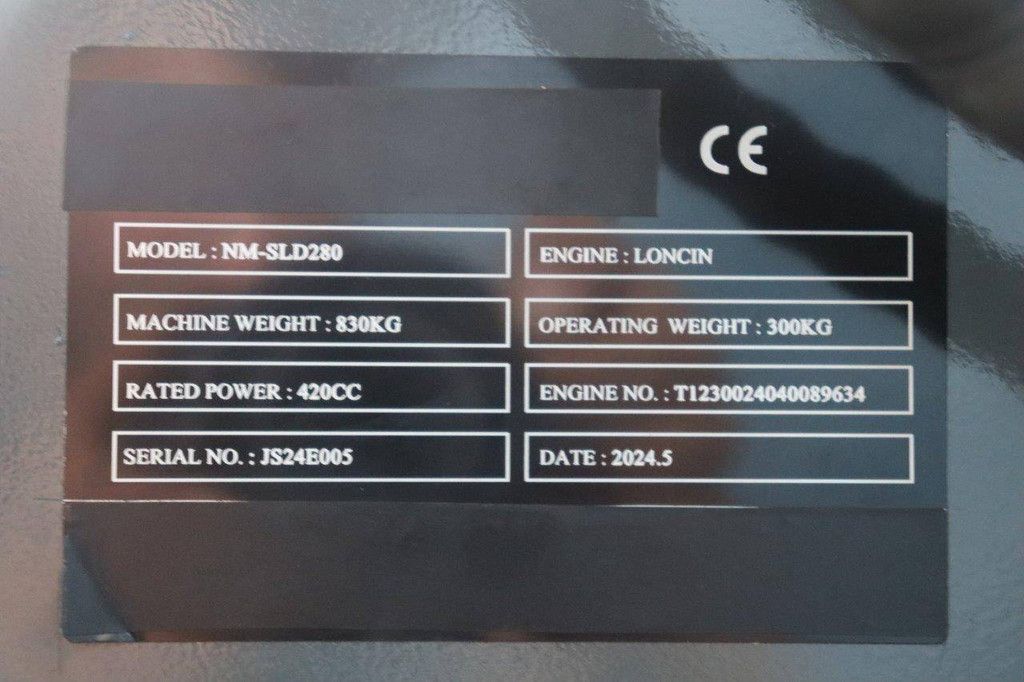 CE
MODEL : NM-SLD280
ENGINE : LONCIN
MACHINE WEIGHT : 830KG
OPERATING WEIGHT : 300KG
RATED POWER : 420CC
ENGINE NO. : T1230024040089634
SERIAL NO. : JS24E005
DATE : 2024.5